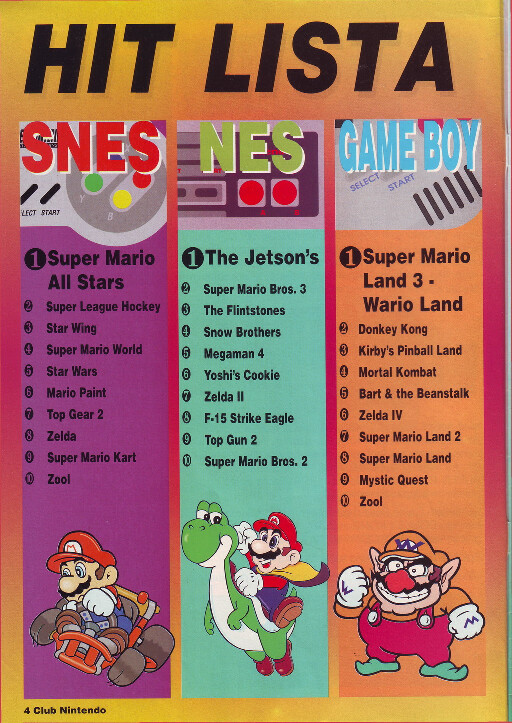 HIT LISTA
SNES
SELECT START
Y
B
1 Super Mario
All Stars
2 Super League Hockey
3 Star Wing
4 Super Mario World
5 Star Wars
6 Mario Paint
7 Top Gear 2
8 Zelda
9 Super Mario Kart
10 Zool
NES
1 The Jetson's
2 Super Mario Bros. 3
3 The Flintstones
4 Snow Brothers
5 Megaman 4
6 Yoshi's Cookie
7 Zelda II
8 F-15 Strike Eagle
9 Top Gun 2
10 Super Mario Bros. 2
GAME BOY
SELECT START
1 Super Mario
Land 3 -
Wario Land
2 Donkey Kong
3 Kirby's Pinball Land
4 Mortal Kombat
5 Bart & the Beanstalk
6 Zelda IV
7 Super Mario Land 2
8 Super Mario Land
9 Mystic Quest
10 Zool
4 Club Nintendo